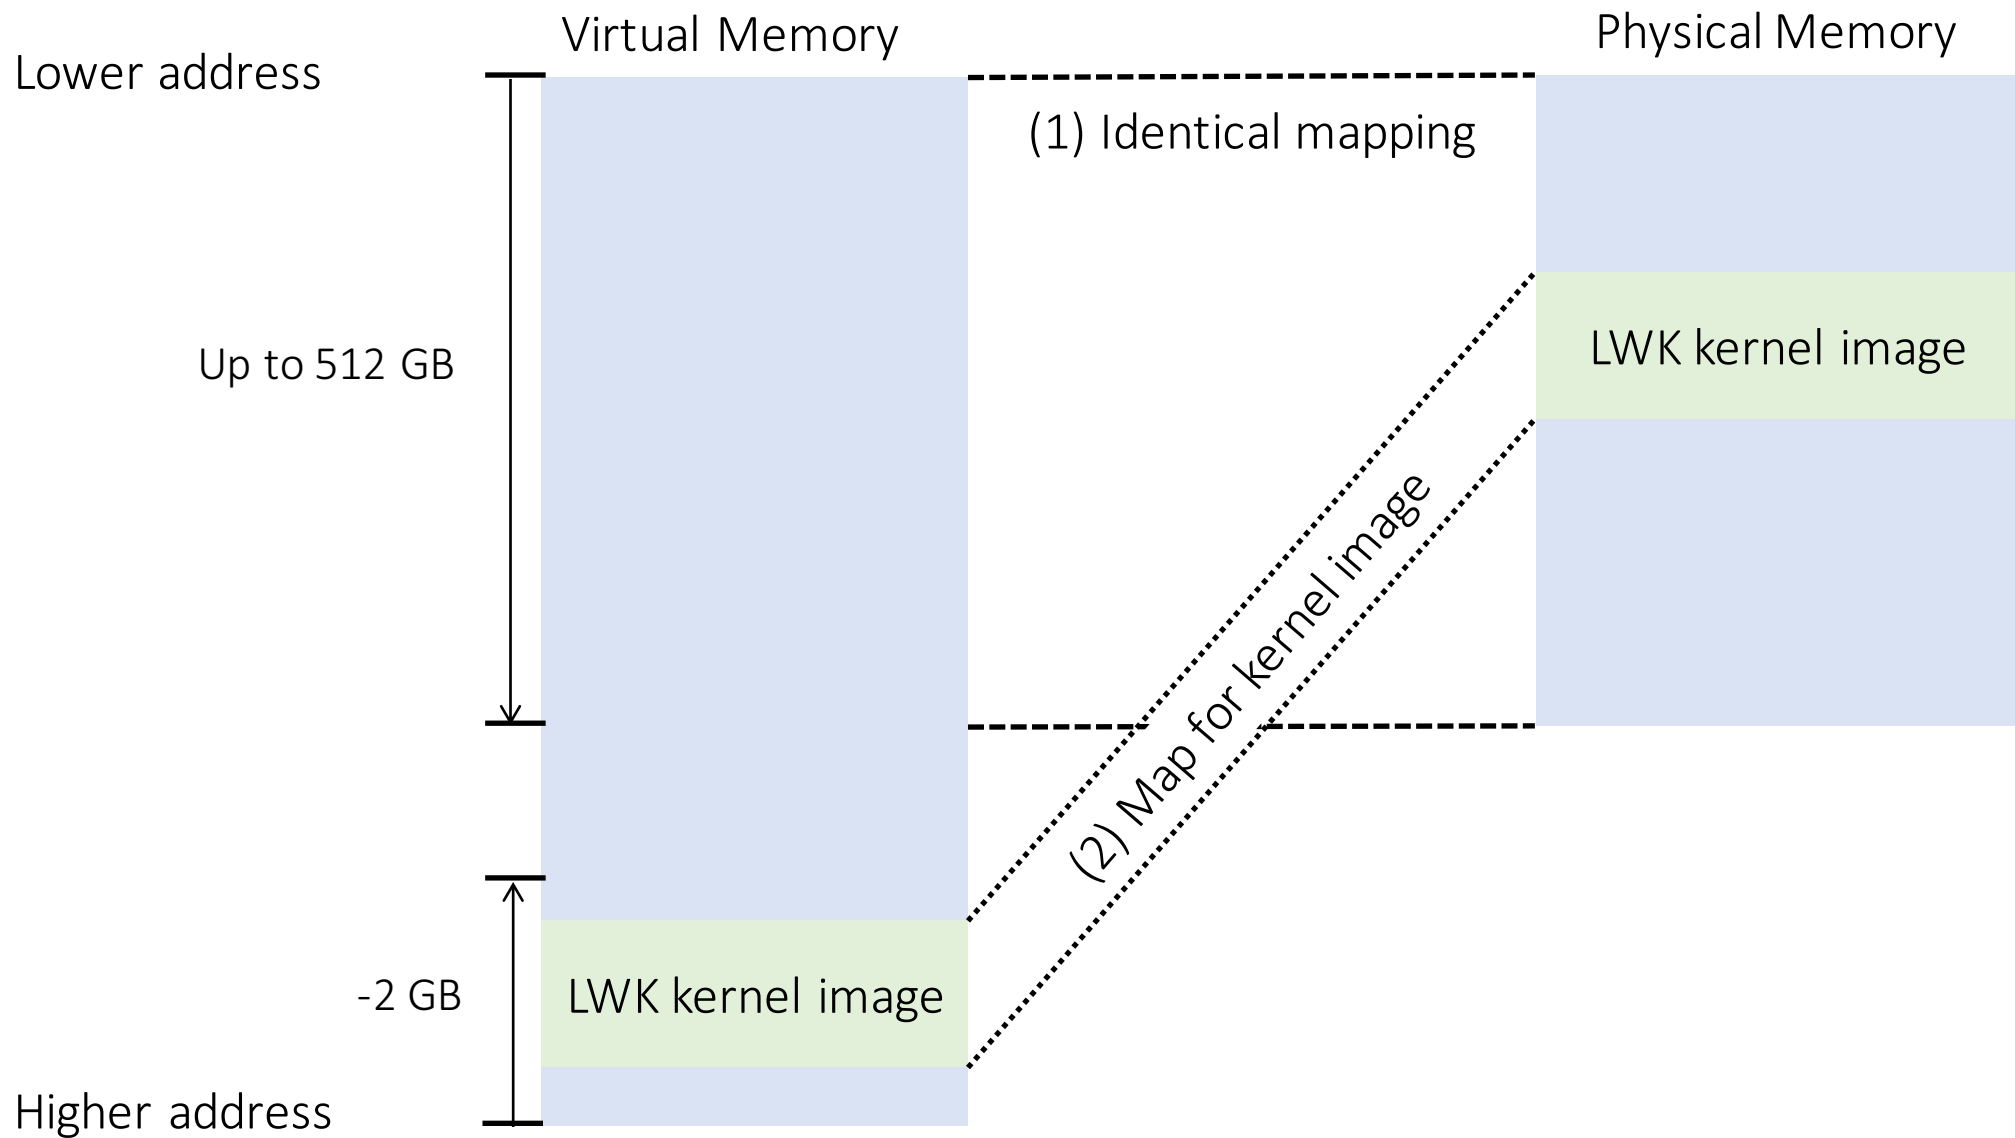 Virtual Memory
Physical Memory
Lower address
(1) Identical mapping
Up to 512 GB
LWK kernel image
(2) Map for kernel image
-2 GB
LWK kernel image
Higher address